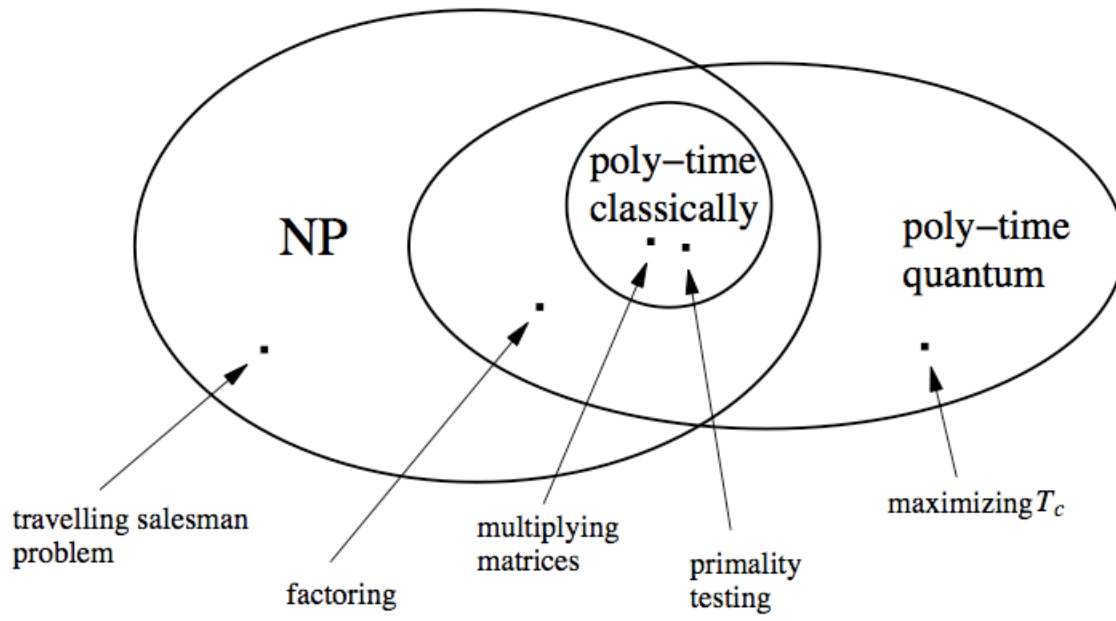 poly−time
classically
NP
poly−time
quantum
travelling salesman
problem
factoring
multiplying
matrices
primality
testing
maximizing T_c